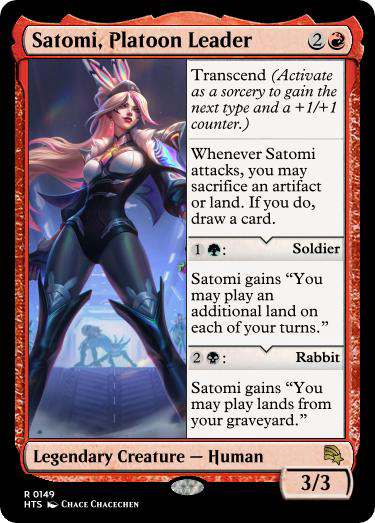 Satomi, Platoon Leader 2
Transcend (Activate
as a sorcery to gain the
next type and a +1/+1
counter.)
Whenever Satomi
attacks, you may
sacrifice an artifact
or land. If you do,
draw a card.
1 : Soldier
Satomi gains “You
may play an
additional land on
each of your turns.”
2 : Rabbit
Satomi gains “You
may play lands from
your graveyard.”
Legendary Creature — Human
3/3
R 0149
HTS Chace Chacechen